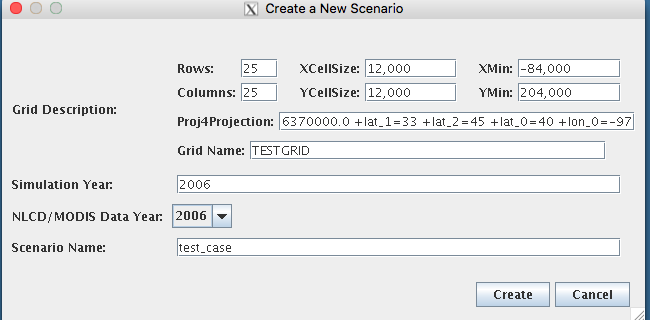 Create a New Scenario
Rows: 25 XCellSize: 12,000 XMin: -84,000
Grid Description:
Columns: 25 YCellSize: 12,000 YMin: 204,000
Proj4Projection: 6370000.0 +lat_1=33 +lat_2=45 +lat_0=40 +lon_0=-97
Grid Name: TESTGRID
Simulation Year: 2006
NLCD/MODIS Data Year: 2006
Scenario Name: test_case
Create Cancel